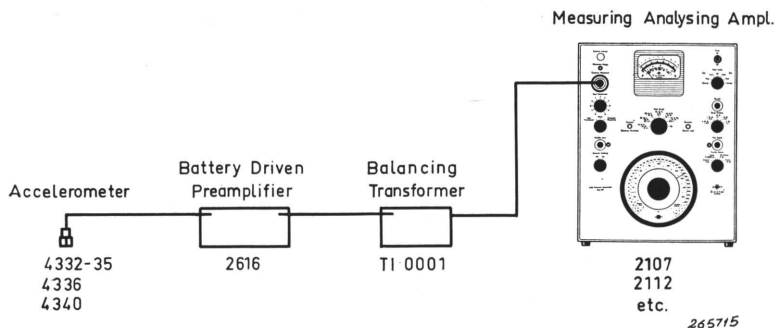 Measuring Analysing Ampl.
Battery Driven
Preamplifier
Balancing
Transformer
Accelerometer
4332-35
4336
4340
2616
TI 0001
2107
2112
etc.
265715